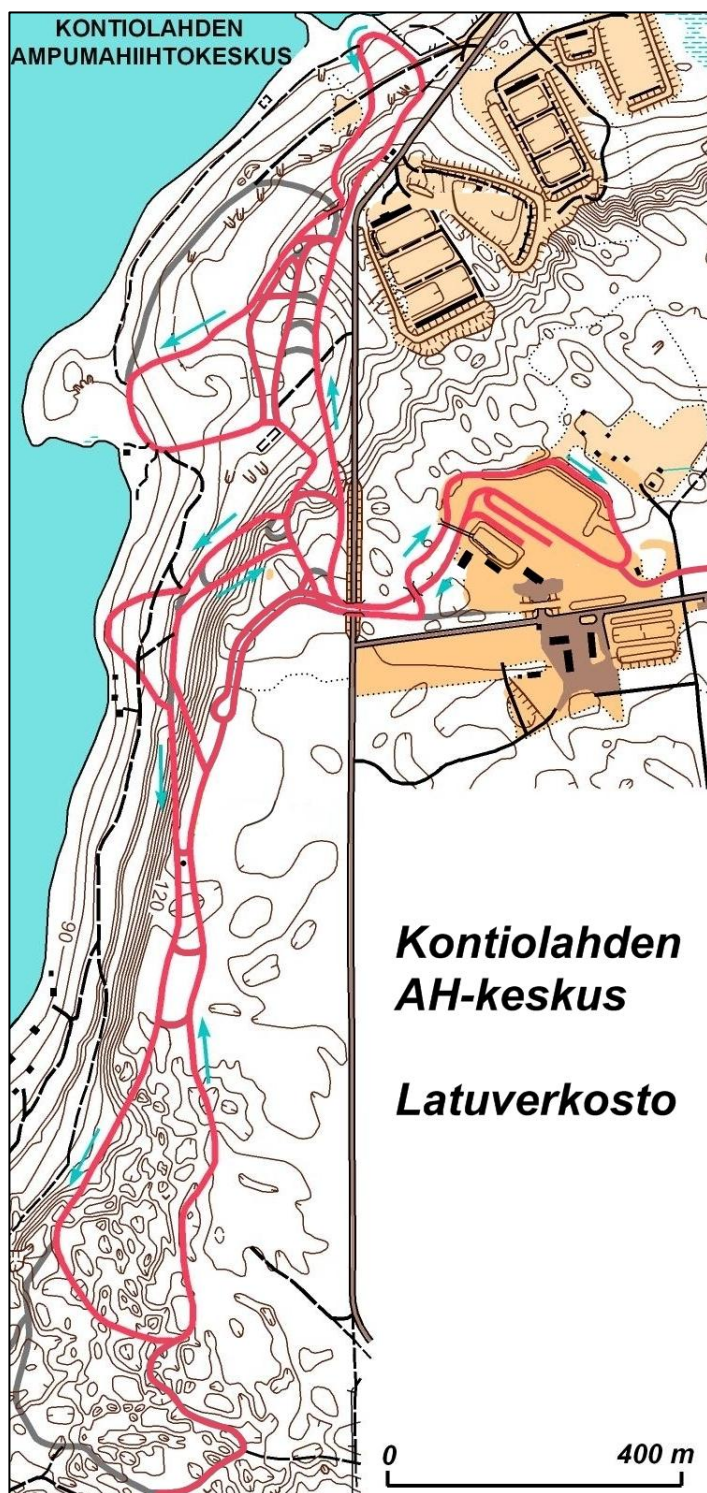 KONTIOLAHDEN
AMPUMAHIIHTOKESKUS
120
90
Kontiolahden
AH-keskus
Latuverkosto
0 400 m